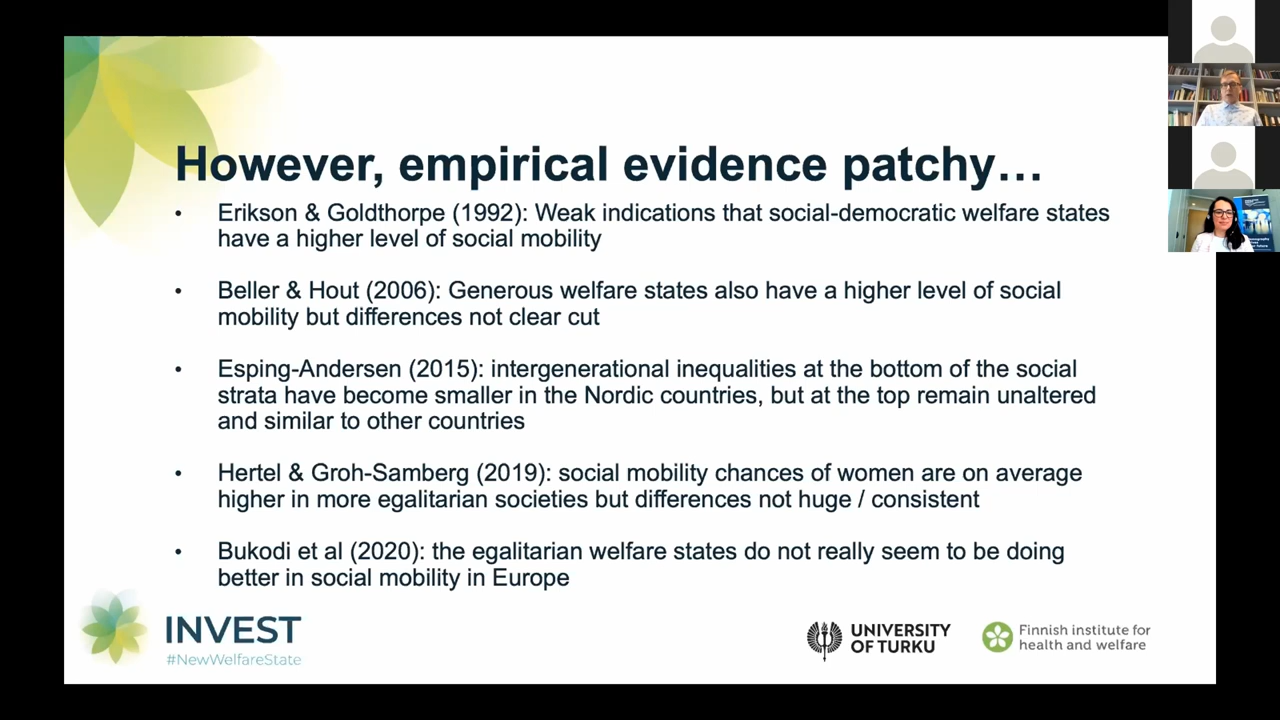 However, empirical evidence patchy…
• Erikson & Goldthorpe (1992): Weak indications that social-democratic welfare states
have a higher level of social mobility
• Beller & Hout (2006): Generous welfare states also have a higher level of social
mobility but differences not clear cut
• Esping-Andersen (2015): intergenerational inequalities at the bottom of the social
strata have become smaller in the Nordic countries, but at the top remain unaltered
and similar to other countries
• Hertel & Groh-Samberg (2019): social mobility chances of women are on average
higher in more egalitarian societies but differences not huge / consistent
• Bukodi et al (2020): the egalitarian welfare states do not really seem to be doing
better in social mobility in Europe
INVEST
#NewWelfareState
UNIVERSITY
OF TURKU
Finnish institute for
health and welfare